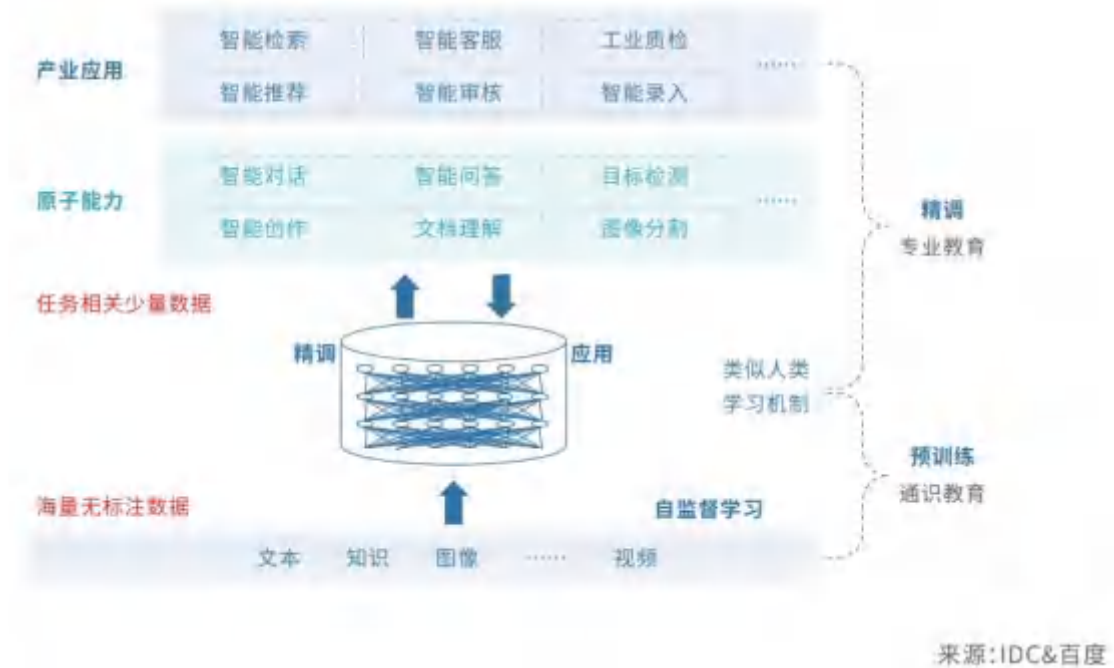 智能检索 智能客服 工业质检
产业应用 ……
智能推荐 智能审核 智能录入
智能对话 智能问答 目标检测
原子能力 ……
智能创作 文档理解 图像分割
精调
专业教育
任务相关少量数据
精调 应用
类似人类
学习机制
预训练
通识教育
海量无标注数据
自监督学习
文本 知识 图像 …… 视频
来源:IDC&百度